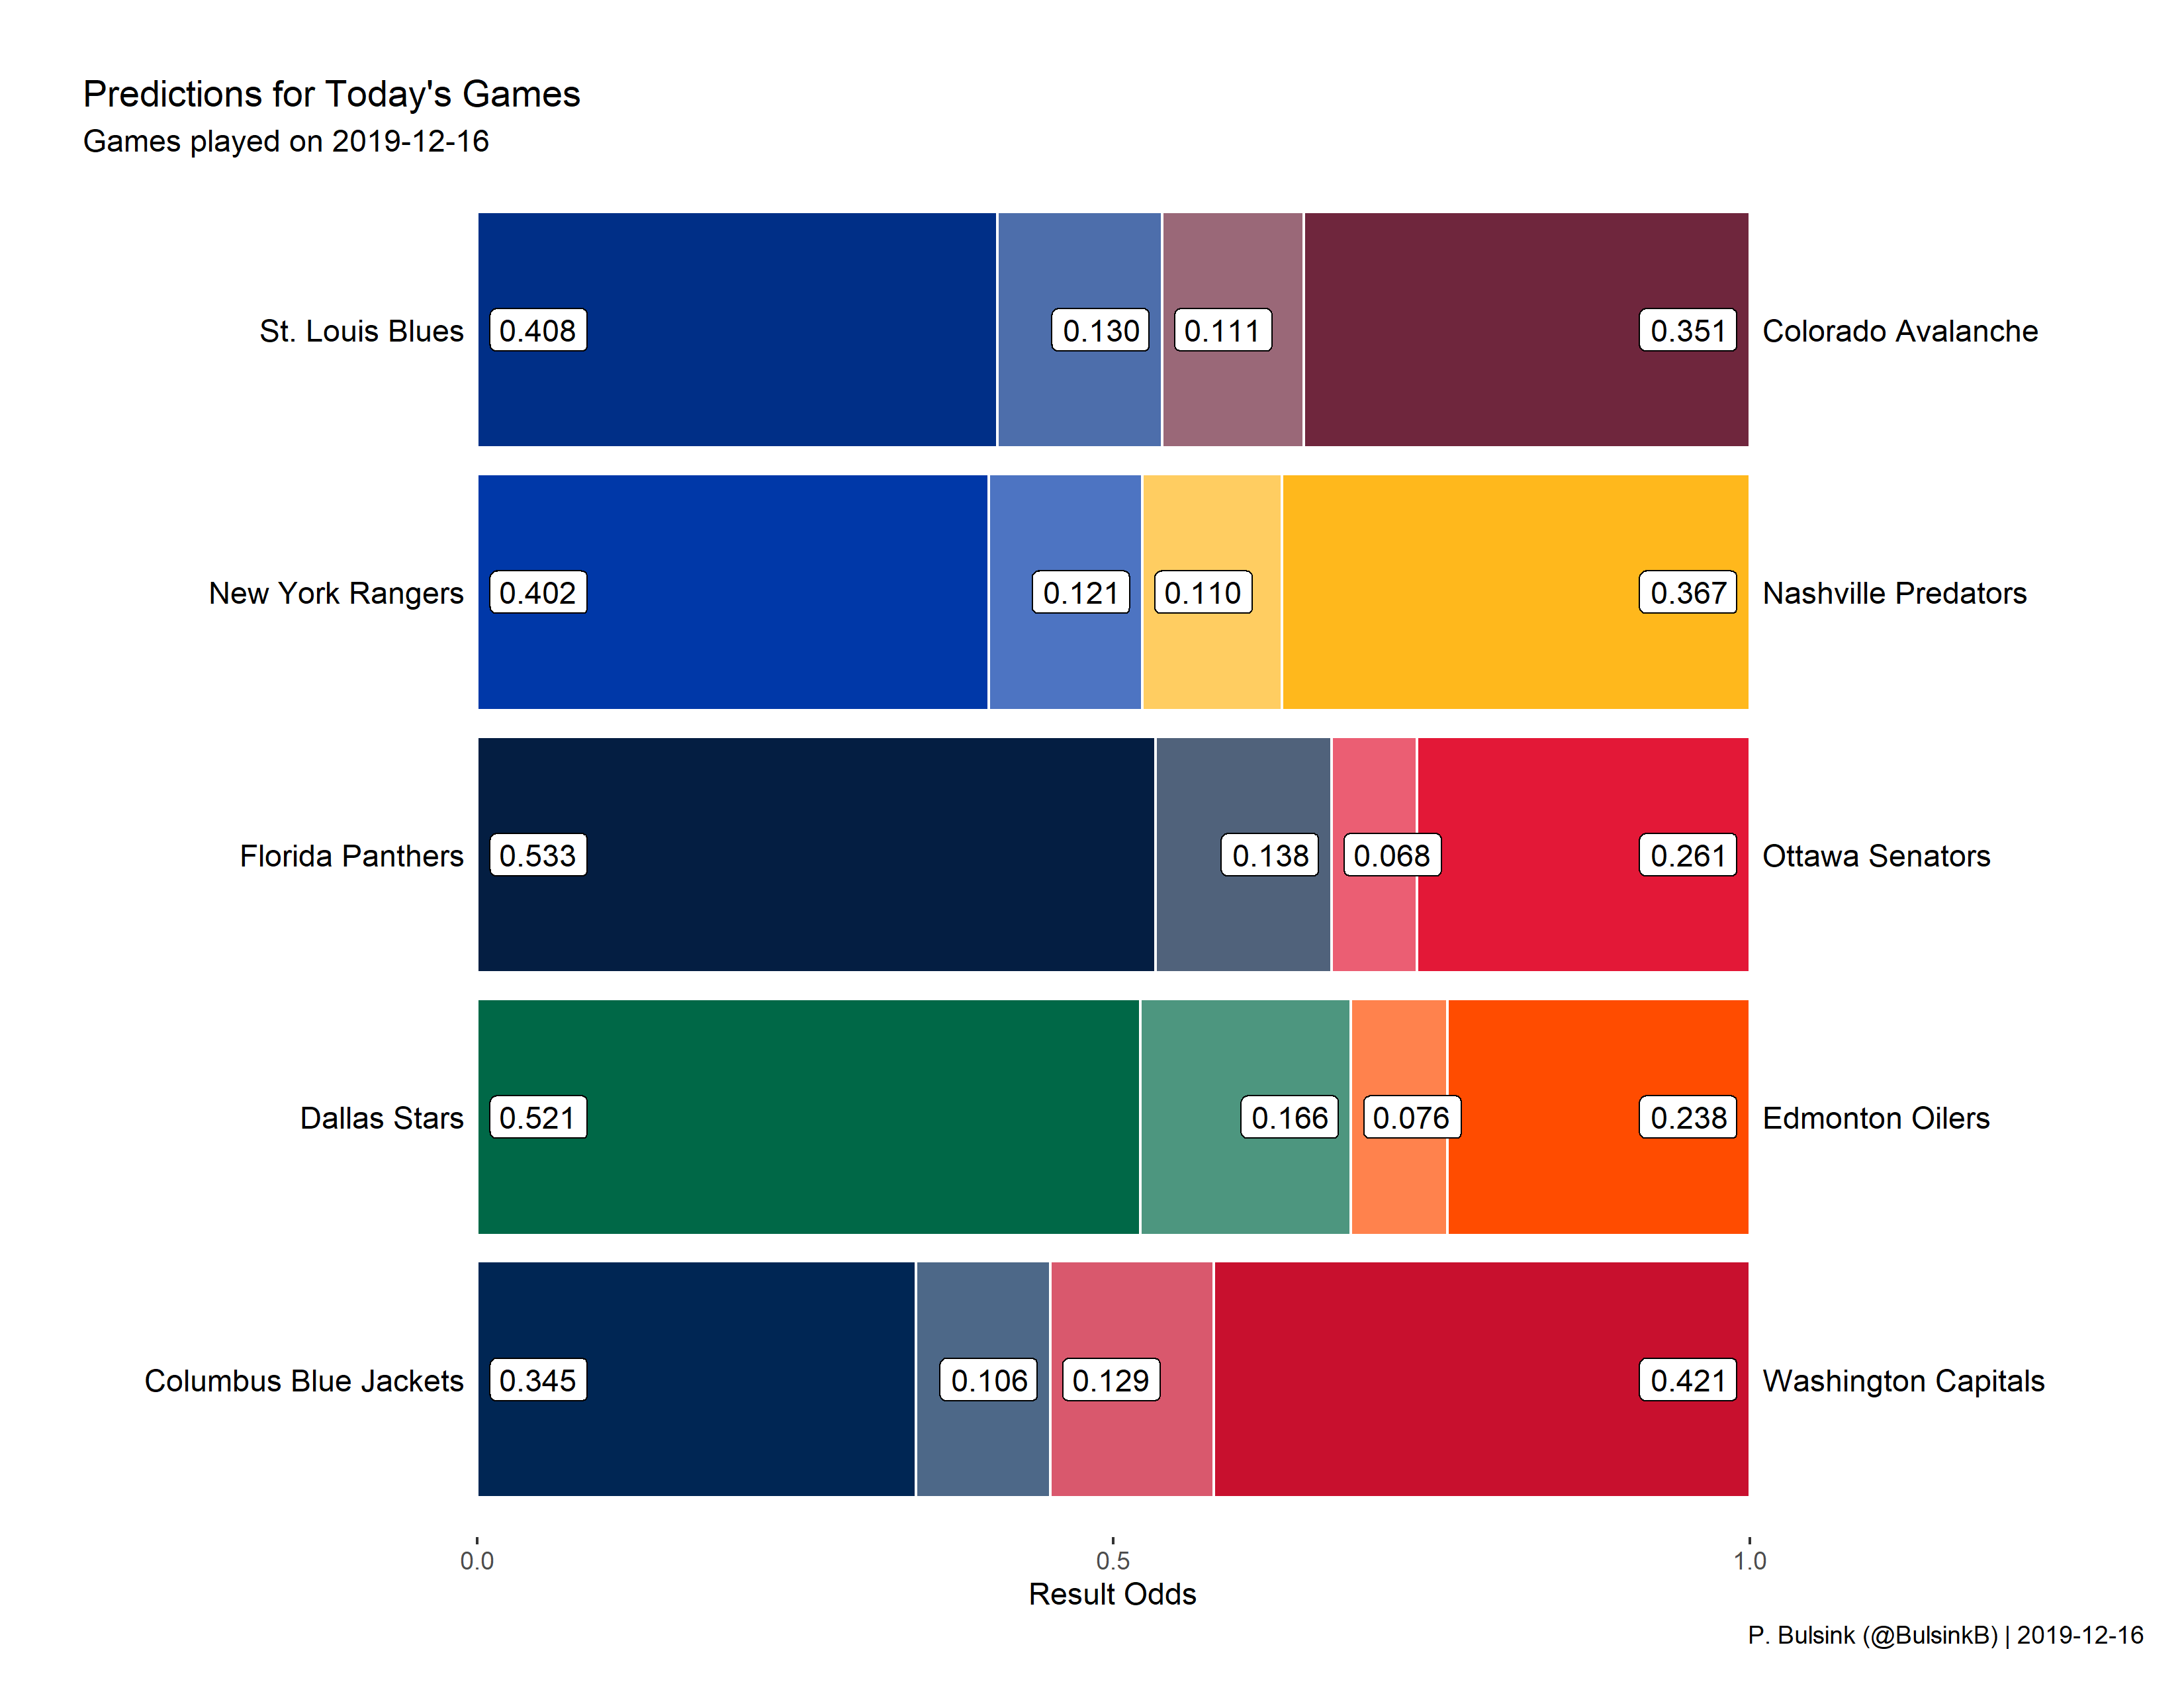 Predictions for Today's Games
Games played on 2019-12-16
St. Louis Blues 0.408 0.130 0.111 0.351 Colorado Avalanche
New York Rangers 0.402 0.121 0.110 0.367 Nashville Predators
Florida Panthers 0.533 0.138 0.068 0.261 Ottawa Senators
Dallas Stars 0.521 0.166 0.076 0.238 Edmonton Oilers
Columbus Blue Jackets 0.345 0.106 0.129 0.421 Washington Capitals
0.0 0.5 1.0
Result Odds
P. Bulsink (@BulsinkB) | 2019-12-16